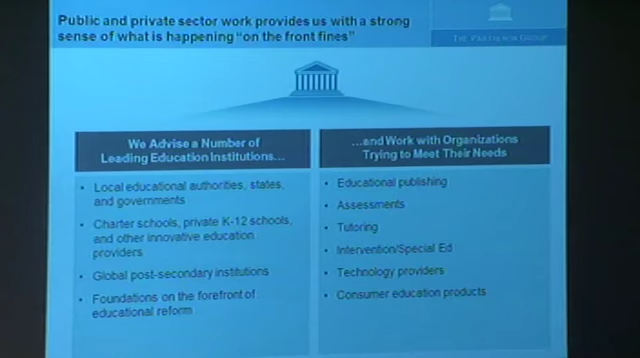 Public and private sector work provides us with a strong
sense of what is happening "on the front fines"
THE PARTHENON GROUP
We Advise a Number of
Leading Education Institutions...
• Local educational authorities, states,
and governments
• Charter schools, private K-12 schools,
and other innovative education
providers
• Global post-secondary institutions
• Foundations on the forefront of
educational reform
...and Work with Organizations
Trying to Meet Their Needs
• Educational publishing
• Assessments
• Tutoring
• Intervention/Special Ed
• Technology providers
• Consumer education products